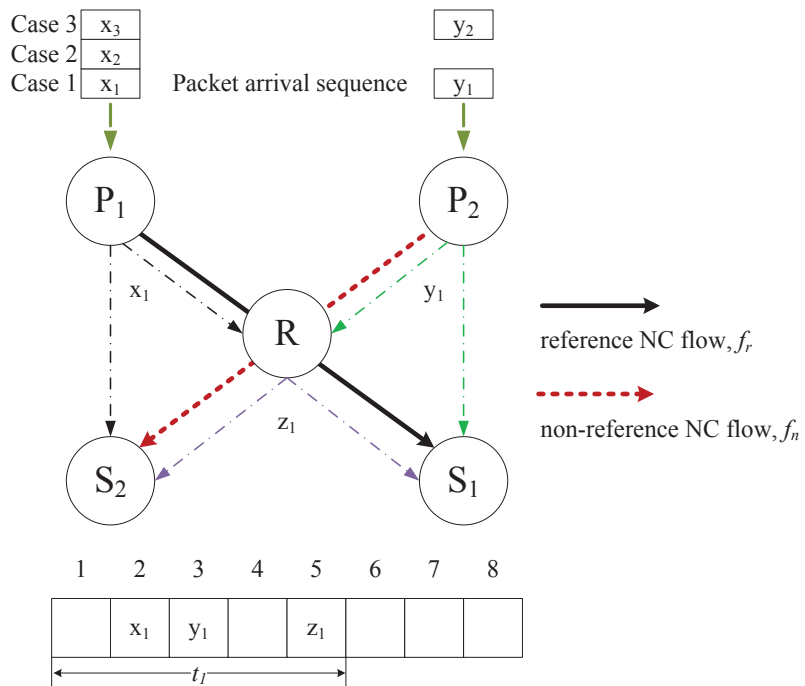 Case 3 x3 y2
Case 2 x2
Case 1 x1 Packet arrival sequence y1
P1 P2
x1 y1
R
reference NC flow, fr
z1
non-reference NC flow, fn
S2 S1
1 2 3 4 5 6 7 8
x1 y1 z1
t1